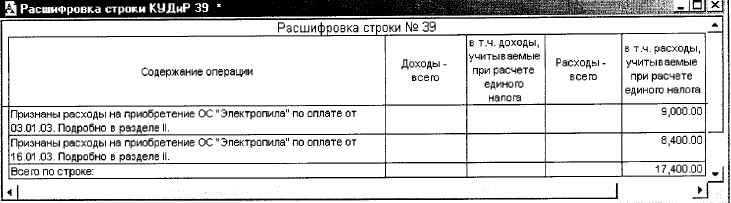 Расшифровка строки КУДиР 39 *
Расшифровка строки № 39
Содержание операции
Доходы -
всего
в т.ч. доходы,
учитываемые
при расчете
единого
налога
Расходы -
всего
в т.ч. расходы,
учитываемые
при расчете
единого налога
Признаны расходы на приобретение ОС "Электропила" по оплате от
03.01.03. Подробно в разделе II.
9,000.00
Признаны расходы на приобретение ОС "Электропила" по оплате от
16.01.03. Подробно в разделе II.
8,400.00
Всего по строке:
17,400.00